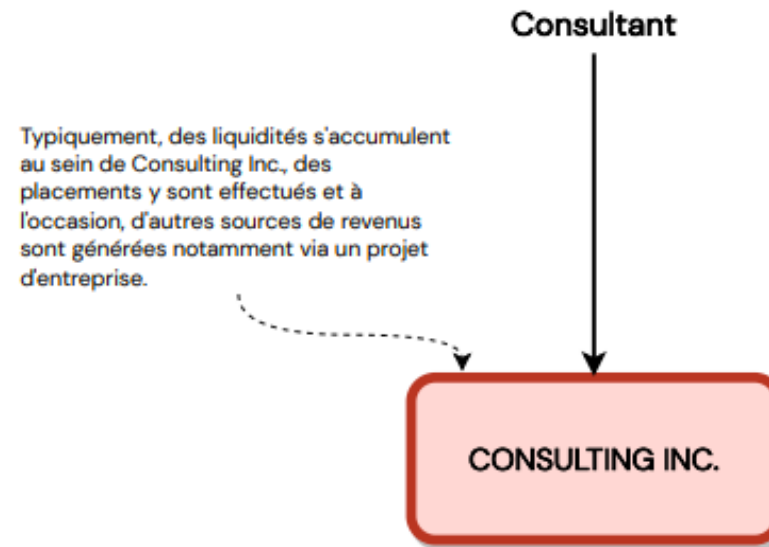 Consultant
Typiquement, des liquidités s'accumulent
au sein de Consulting Inc., des
placements y sont effectués et à
l'occasion, d'autres sources de revenus
sont générées notamment via un projet
d'entreprise.
CONSULTING INC.